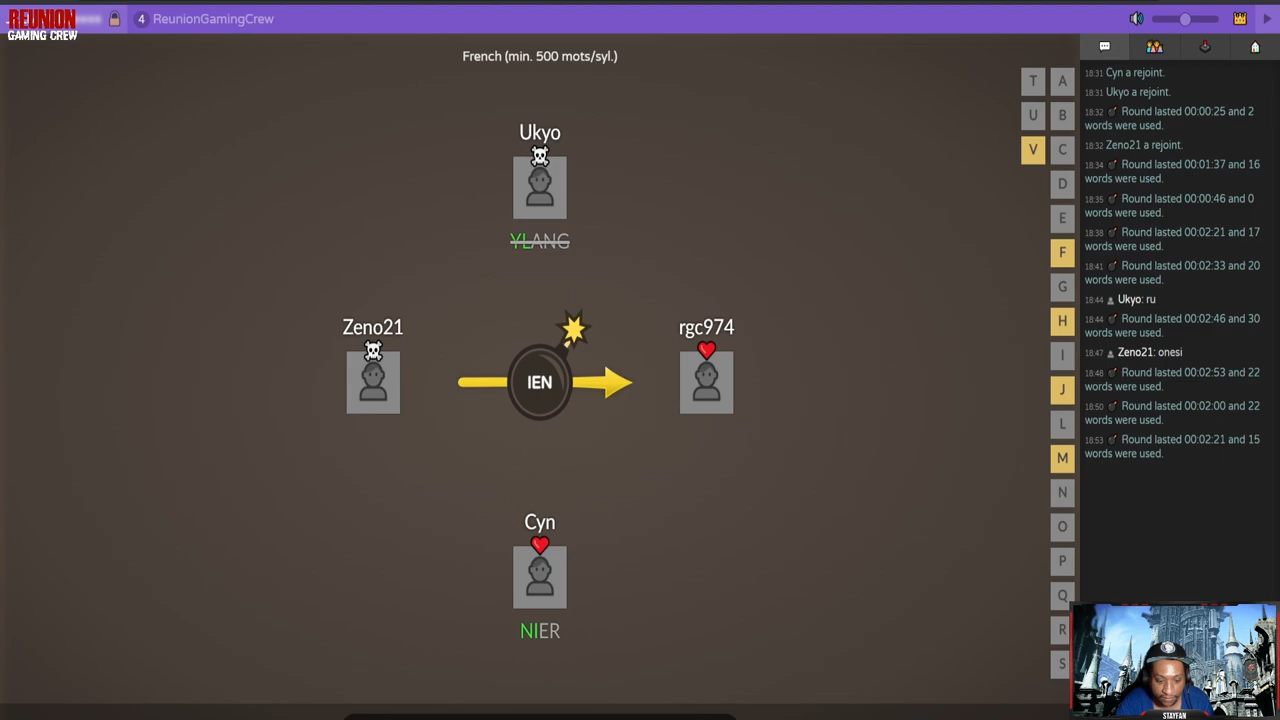 REUNION
GAMING CREW
4 ReunionGamingCrew
French (min. 500 mots/syl.)
Ukyo
YLANG
Zeno21
IEN
rgc974
Cyn
NIER
T A
U B
V C
D
E
F
G
H
I
J
L
M
N
O
P
Q
R
S
18:31 Cyn a rejoint.
18:31 Ukyo a rejoint.
18:32 Round lasted 00:00:25 and 2
words were used.
18:32 Zeno21 a rejoint.
18:34 Round lasted 00:01:37 and 16
words were used.
18:35 Round lasted 00:00:46 and 0
words were used.
18:38 Round lasted 00:02:21 and 17
words were used.
18:41 Round lasted 00:02:33 and 20
words were used.
18:44 Ukyo: ru
18:44 Round lasted 00:02:46 and 30
words were used.
18:47 Zeno21: onesi
18:48 Round lasted 00:02:53 and 22
words were used.
18:50 Round lasted 00:02:00 and 22
words were used.
18:53 Round lasted 00:02:21 and 15
words were used.
STAYFAN